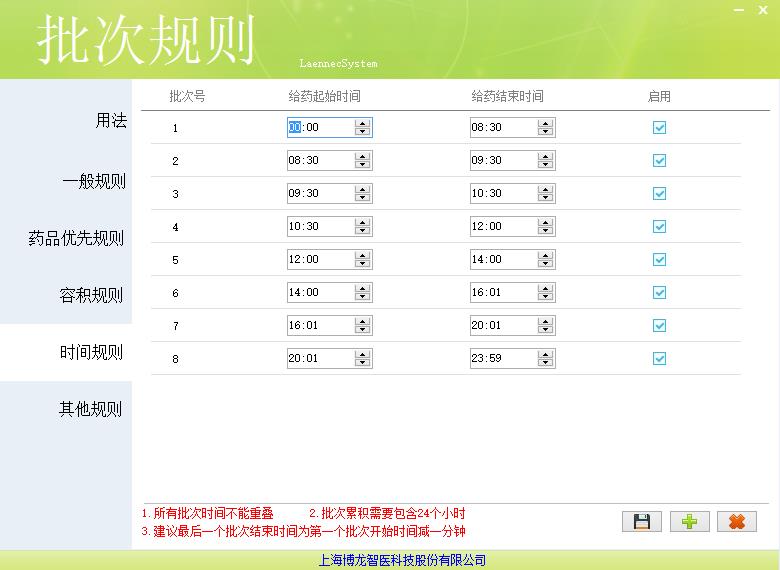 批次规则
LaennecSystem
用法
一般规则
药品优先规则
容积规则
时间规则
其他规则
批次号 给药起始时间 给药结束时间 启用
1 00:00 08:30
2 08:30 09:30
3 09:30 10:30
4 10:30 12:00
5 12:00 14:00
6 14:00 16:01
7 16:01 20:01
8 20:01 23:59
1.所有批次时间不能重叠 2.批次累积需要包含24个小时
3.建议最后一个批次结束时间为第一个批次开始时间减一分钟
上海博龙智医科技股份有限公司